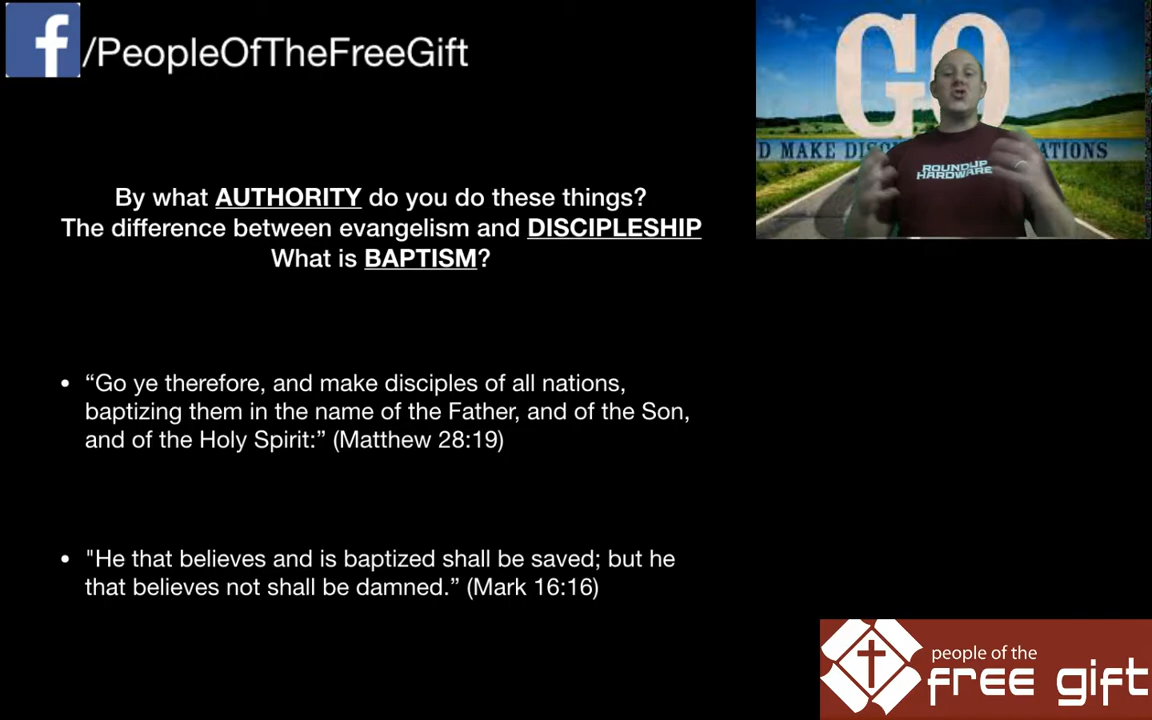 f/PeopleOfTheFreeGift
GO
D MAKE DISC
ATIONS
ROUNDUP
HARDWARE
By what AUTHORITY do you do these things?
The difference between evangelism and DISCIPLESHIP
What is BAPTISM?
• “Go ye therefore, and make disciples of all nations,
baptizing them in the name of the Father, and of the Son,
and of the Holy Spirit:” (Matthew 28:19)
• "He that believes and is baptized shall be saved; but he
that believes not shall be damned.” (Mark 16:16)
people of the
free gift